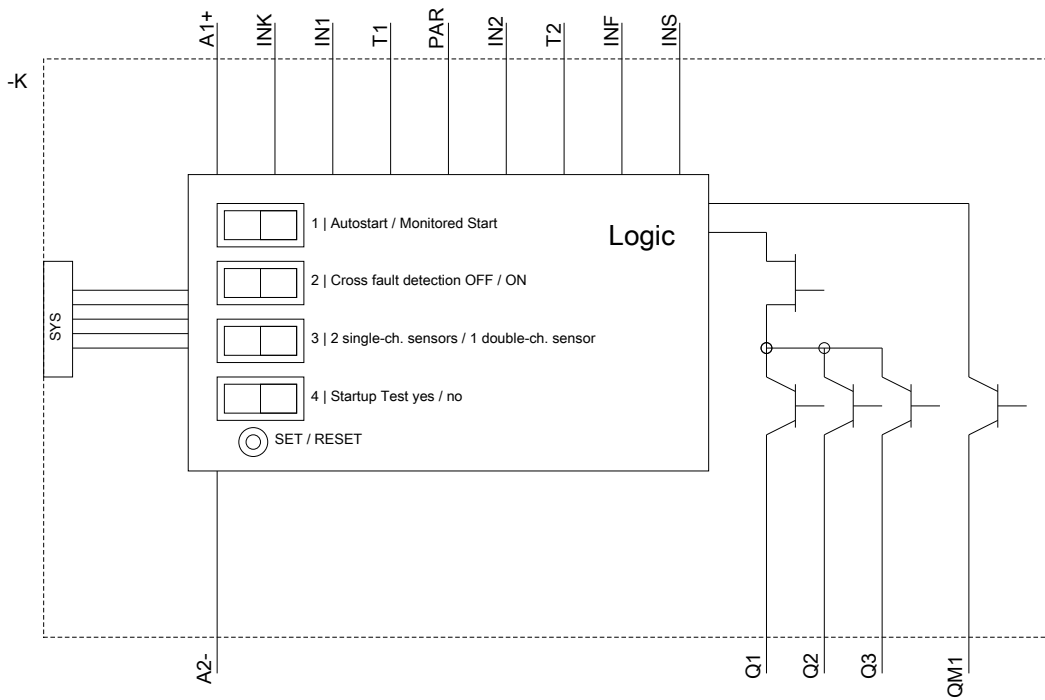 A1+
INK
IN1
T1
PAR
IN2
T2
INF
INS
-K
1 | Autostart / Monitored Start
Logic
2 | Cross fault detection OFF / ON
SYS
3 | 2 single-ch. sensors / 1 double-ch. sensor
4 | Startup Test yes / no
SET / RESET
A2-
Q1
Q2
Q3
QM1